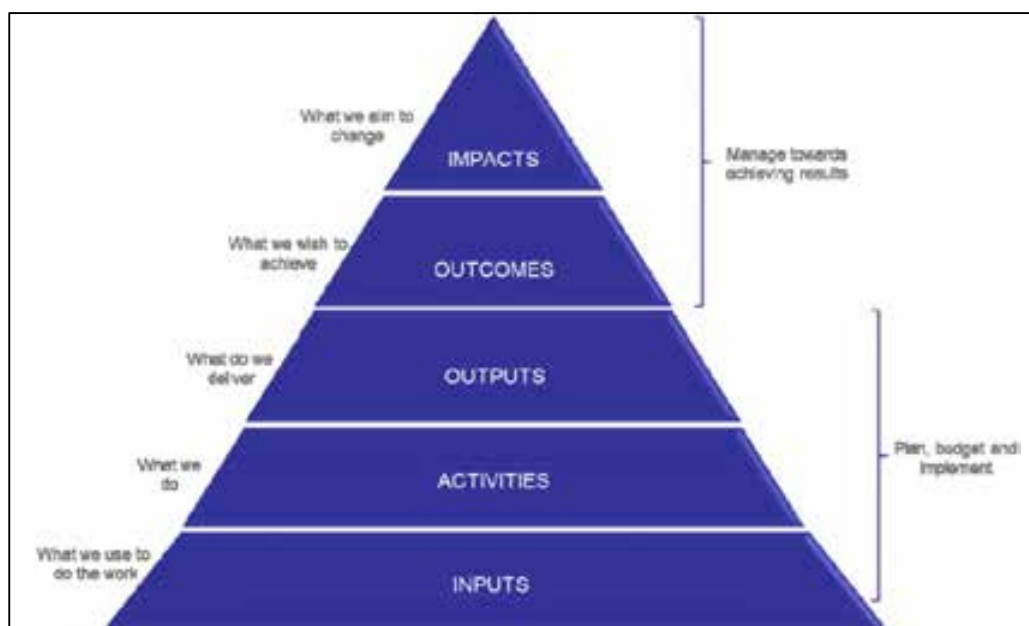 What we aim to
change
IMPACTS
Manage towards
achieving results
What we wish to
achieve
OUTCOMES
What do we
deliver
OUTPUTS
Plan, budget and
implement
What we
do
ACTIVITIES
What we use to
do the work
INPUTS